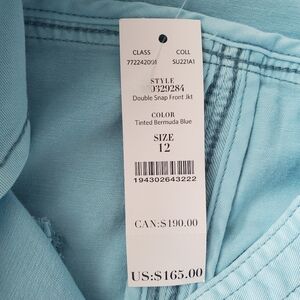 CLASS COLL
772242091 SU221A1
STYLE
0329284
Double Snap Front Jkt
COLOR
Tinted Bermuda Blue
SIZE
12
194302643222
CAN:$190.00
US:$165.00